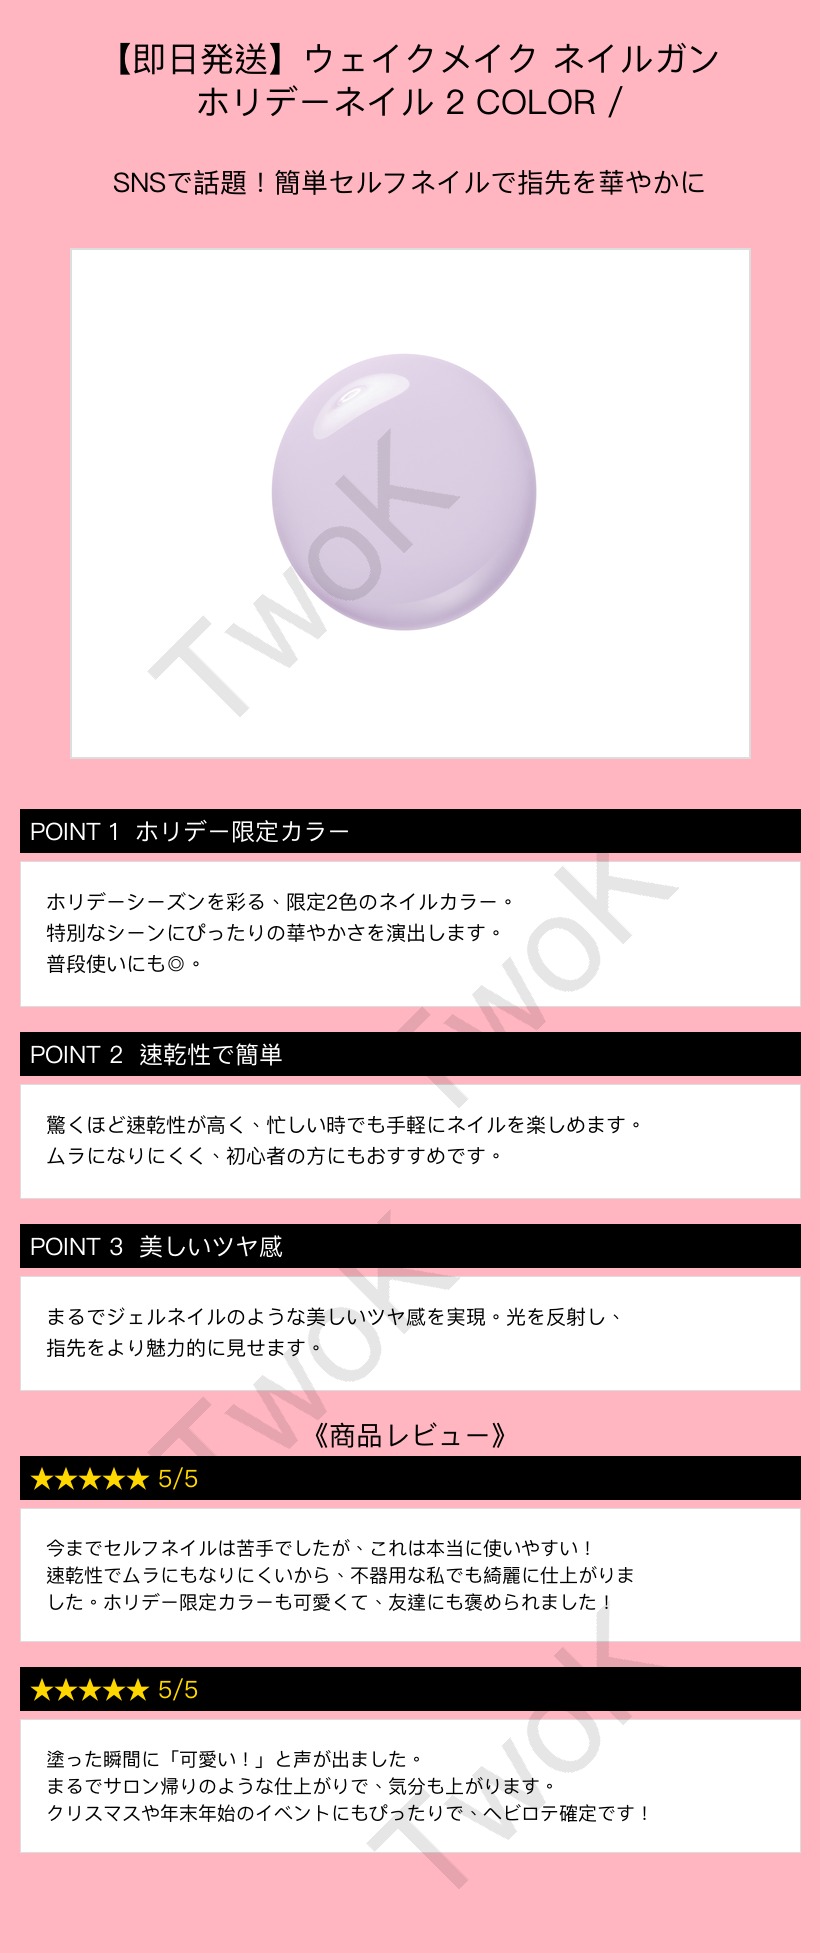 【即日発送】ウェイクメイク ネイルガン
ホリデーネイル 2 COLOR /
SNSで話題！簡単セルフネイルで指先を華やかに
TwoK
POINT 1 ホリデー限定カラー
ホリデーシーズンを彩る、限定2色のネイルカラー。
特別なシーンにぴったりの華やかさを演出します。
普段使いにも◎。
TwoK
POINT 2 速乾性で簡単
驚くほど速乾性が高く、忙しい時でも手軽にネイルを楽しめます。
ムラになりにくく、初心者の方にもおすすめです。
POINT 3 美しいツヤ感
まるでジェルネイルのような美しいツヤ感を実現。光を反射し、
指先をより魅力的に見せます。
TwoK
《商品レビュー》
★★★★★ 5/5
今までセルフネイルは苦手でしたが、これは本当に使いやすい！
速乾性でムラにもなりにくいから、不器用な私でも綺麗に仕上がりま
した。ホリデー限定カラーも可愛くて、友達にも褒められました！
★★★★★ 5/5
塗った瞬間に「可愛い！」と声が出ました。
まるでサロン帰りのような仕上がりで、気分も上がります。
クリスマスや年末年始のイベントにもぴったりで、ヘビロテ確定です！
TwoK